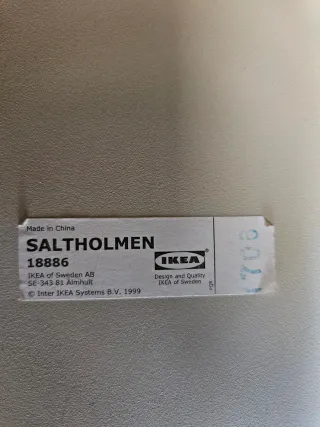 Made in China
SALTHOLMEN
18886
IKEA of Sweden AB
SE-343 81 Älmhult
© Inter IKEA Systems B.V. 1999
IKEA®
Design and Quality
IKEA of Sweden